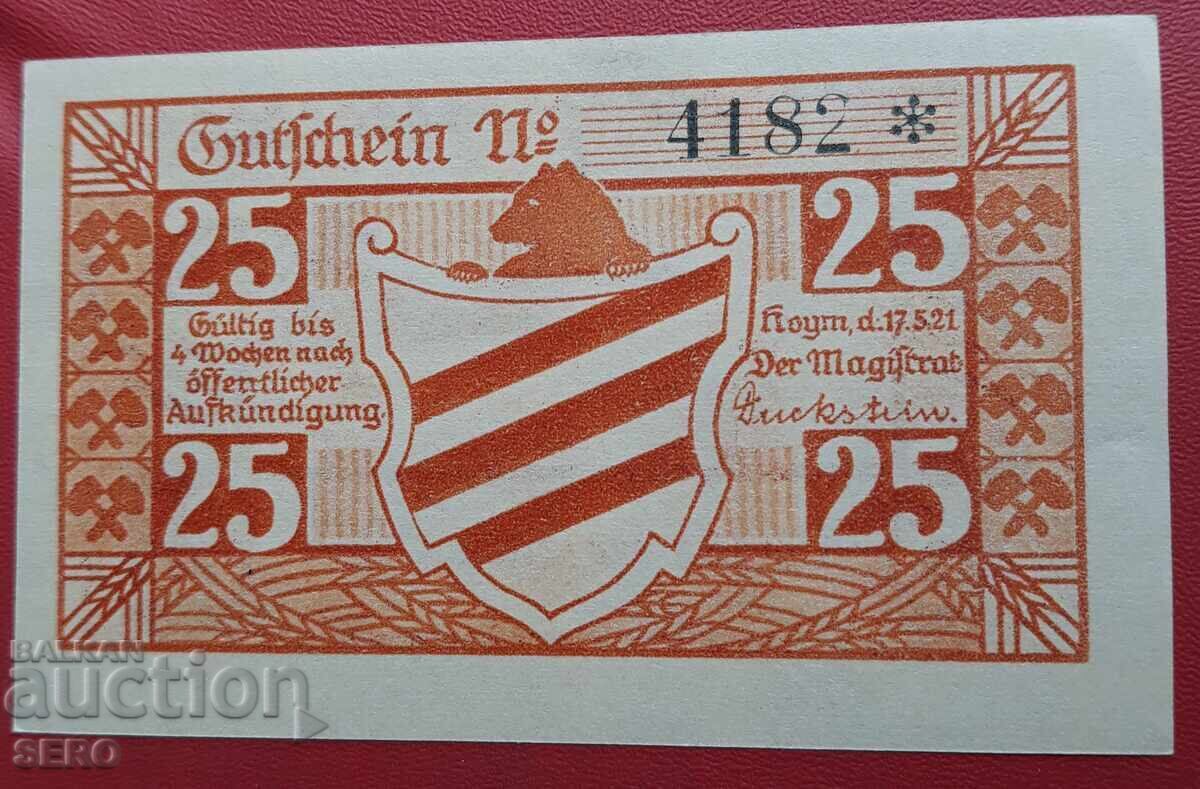 Gutschein No 4182 *
25
25
Gültig bis
4 Wochen nach
öffentlicher
Aufkündigung.
Hoym, d. 17.5.21
Der Magistrat
Duckstein.
25
25
BALKAN
auction
SERO